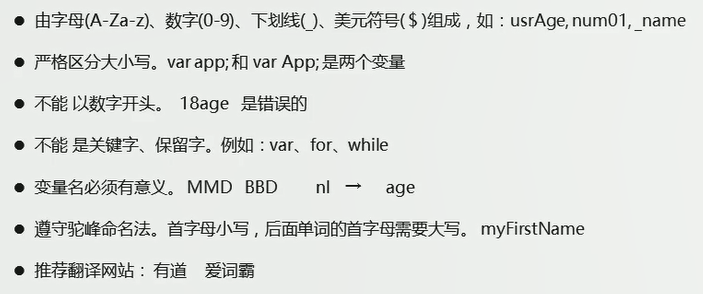 ● 由字母(A-Za-z)、数字(0-9)、下划线(_)、美元符号( $ )组成，如：usrAge, num01, _name
● 严格区分大小写。var app; 和 var App; 是两个变量
● 不能 以数字开头。 18age 是错误的
● 不能 是关键字、保留字。例如：var、for、while
● 变量名必须有意义。 MMD BBD nl → age
● 遵守驼峰命名法。首字母小写，后面单词的首字母需要大写。 myFirstName
● 推荐翻译网站： 有道 爱词霸